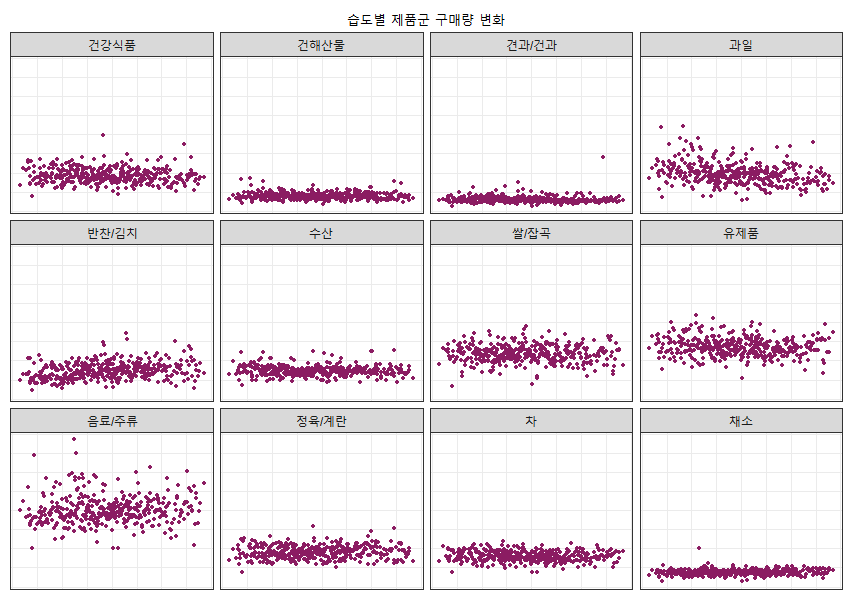 습도별 제품군 구매량 변화
건강식품
건해산물
견과/건과
과일
반찬/김치
수산
쌀/잡곡
유제품
음료/주류
정육/계란
차
채소